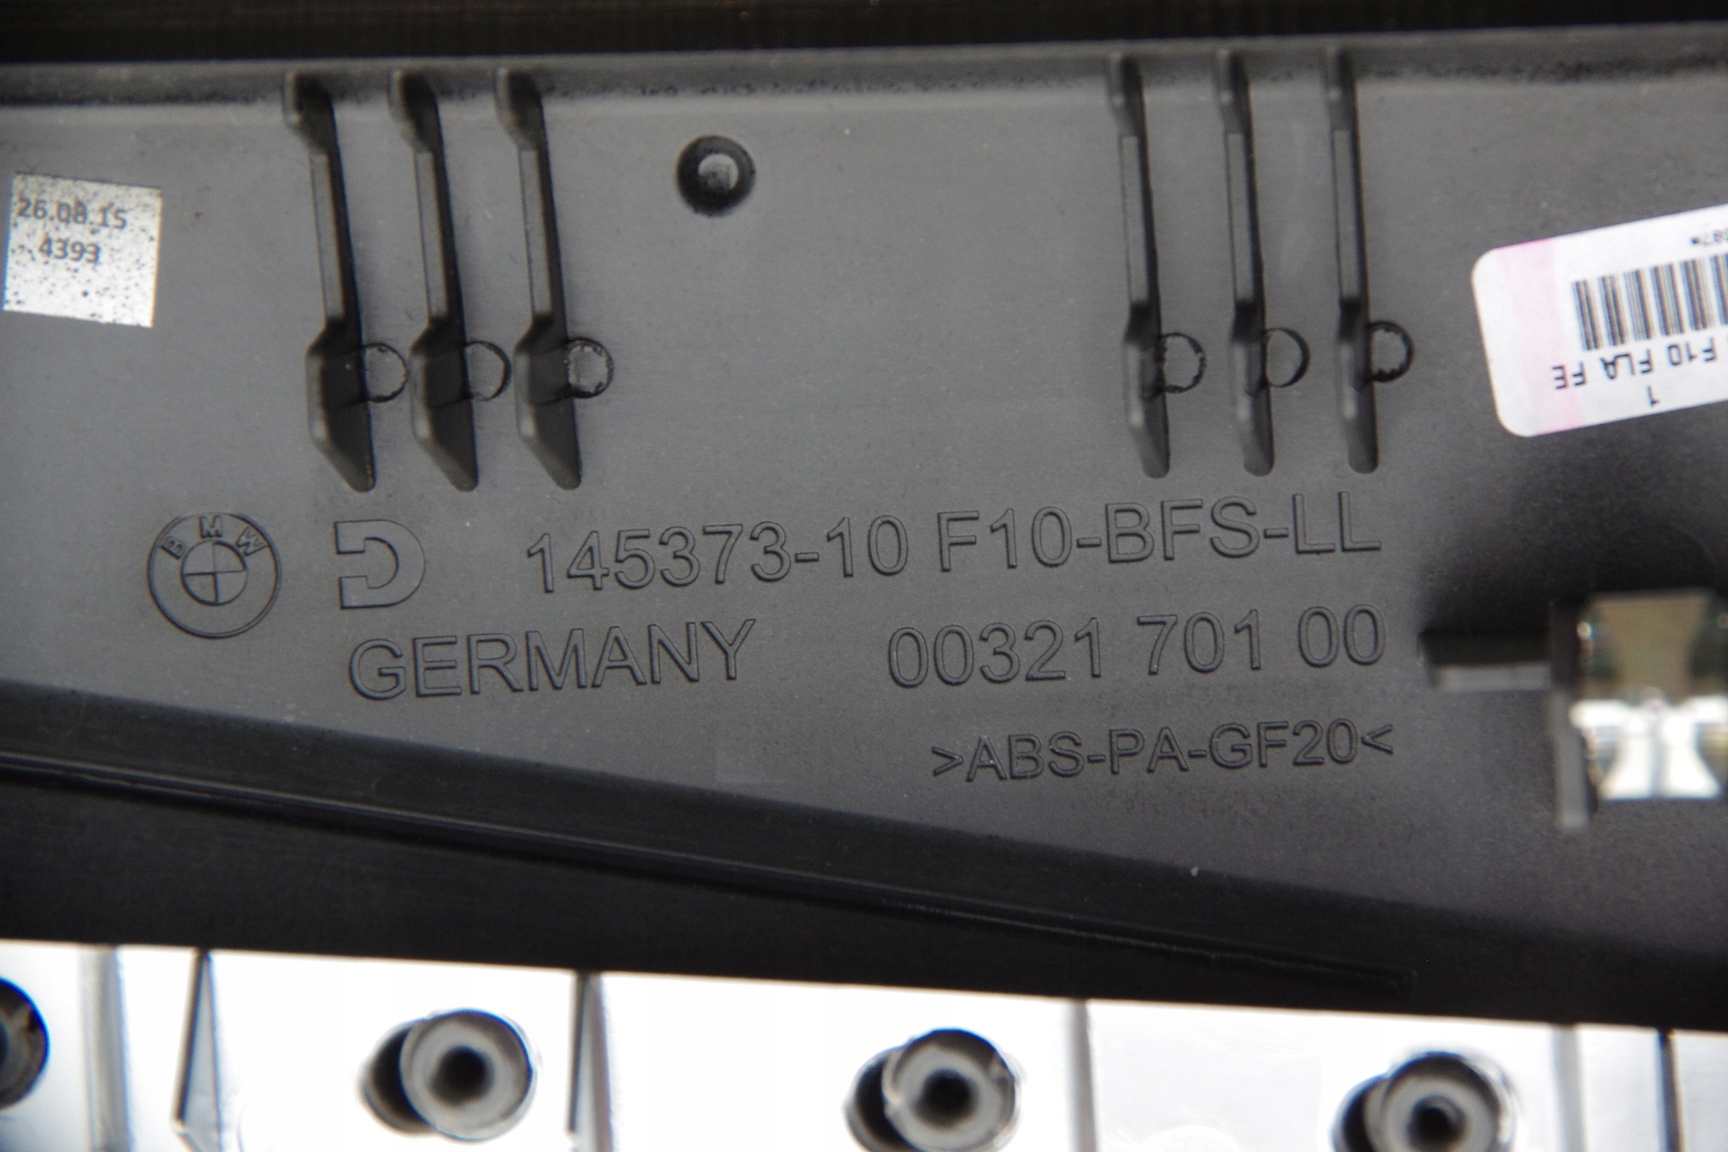 26.08.15
4393
BMW
D 145373-10 F10-BFS-LL
GERMANY 00321 701 00
>ABS-PA-GF20<
F10 FLA FE
1